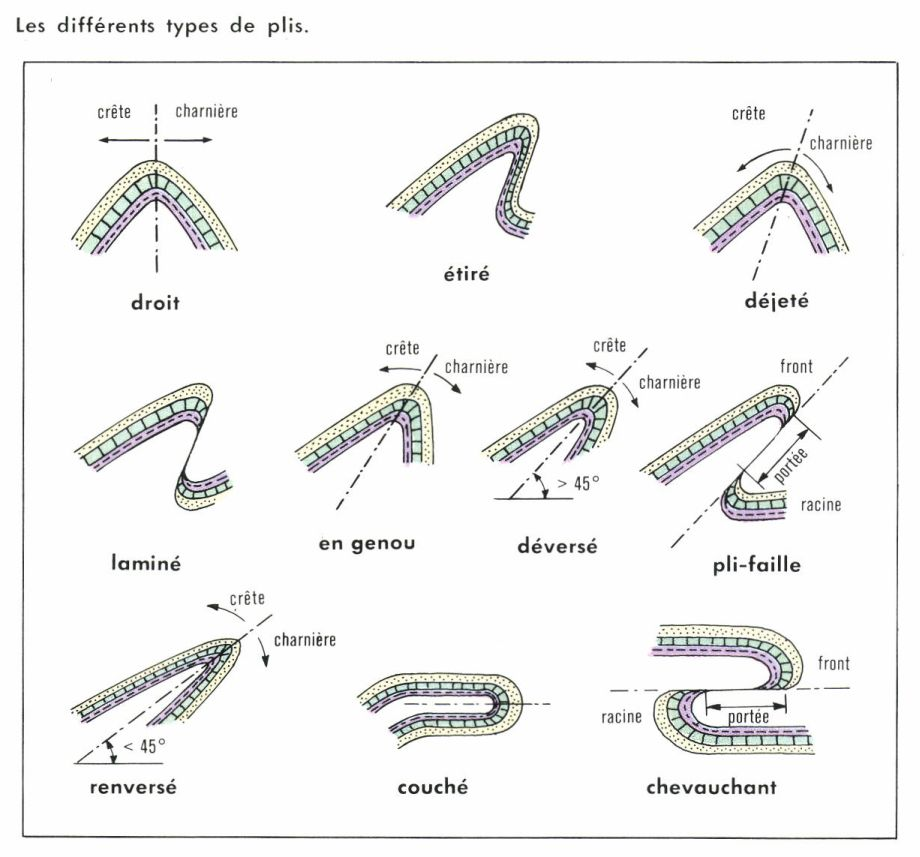 Les différents types de plis.
crête charnière
droit
étiré
crête
charnière
déjeté
laminé
crête
charnière
en genou
crête
charnière
> 45°
déversé
front
portée
racine
pli-faille
crête
charnière
< 45°
renversé
couché
front
racine
portée
chevauchant